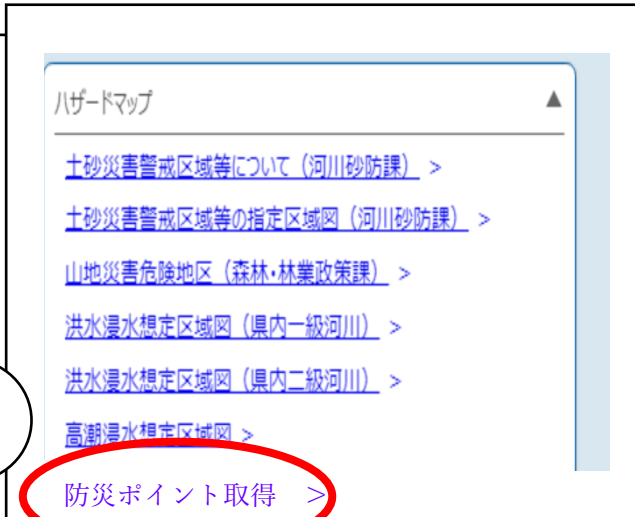 ハザードマップ ▲
土砂災害警戒区域等について（河川砂防課） >
土砂災害警戒区域等の指定区域図（河川砂防課） >
山地災害危険地区（森林・林業政策課） >
洪水浸水想定区域図（県内一級河川） >
洪水浸水想定区域図（県内二級河川） >
高潮浸水想定区域図 >
防災ポイント取得 >